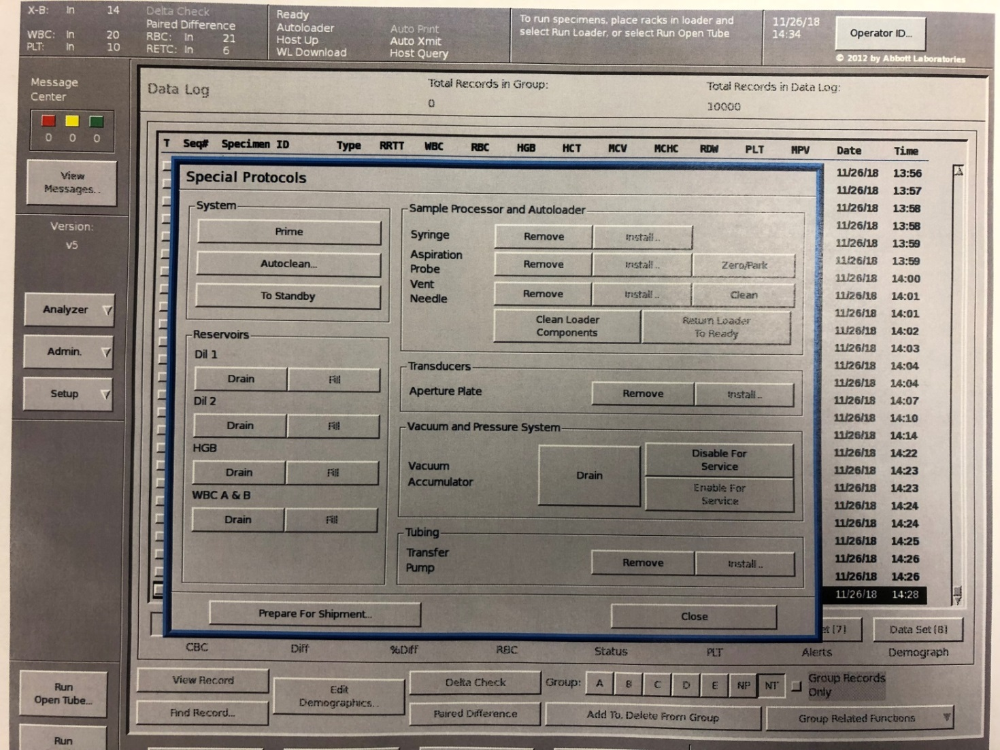 X-B: In 14
WBC: In 20
PLT: In 10
Delta Check
Paired Difference
RBC: In 21
RETC: In 6
Ready
Autoloader
Host Up
WL Download
Auto Print
Auto Xmit
Host Query
To run specimens, place racks in loader and
select Run Loader, or select Run Open Tube
11/26/18
14:34
Operator ID...
© 2012 by Abbott Laboratories
Message
Center
0 0 0
View
Messages..
Version:
v5
Analyzer
Admin.
Setup
Run
Open Tube...
Run
Data Log
Total Records in Group:
0
Total Records in Data Log:
10000
T Seq# Specimen ID Type RRTT WBC RBC HGB HCT MCV MCHC RDW PLT MPV Date Time
11/26/18 13:56
11/26/18 13:57
11/26/18 13:58
11/26/18 13:58
11/26/18 13:59
11/26/18 13:59
11/26/18 14:00
11/26/18 14:01
11/26/18 14:01
11/26/18 14:02
11/26/18 14:03
11/26/18 14:04
11/26/18 14:04
11/26/18 14:07
11/26/18 14:10
11/26/18 14:14
11/26/18 14:22
11/26/18 14:23
11/26/18 14:23
11/26/18 14:24
11/26/18 14:24
11/26/18 14:25
11/26/18 14:26
11/26/18 14:26
11/26/18 14:28
Special Protocols
System
Prime
Autoclean...
To Standby
Reservoirs
Dil 1
Drain Fill
Dil 2
Drain Fill
HGB
Drain Fill
WBC A & B
Drain Fill
Sample Processor and Autoloader
Syringe Remove Install..
Aspiration
Probe Remove Install.. Zero/Park
Vent
Needle Remove Install.. Clean
Clean Loader
Components
Return Loader
To Ready
Transducers
Aperture Plate Remove Install..
Vacuum and Pressure System
Vacuum
Accumulator
Drain
Disable For
Service
Enable For
Service
Tubing
Transfer
Pump Remove Install..
Prepare For Shipment... Close
et (7) Data Set (8)
CBC Diff %Diff RBC Status PLT Alerts Demograph
View Record
Find Record...
Edit
Demographics..
Delta Check
Paired Difference
Group: A B C D E NP NT
Group Records
Only
Add To, Delete From Group
Group Related Functions